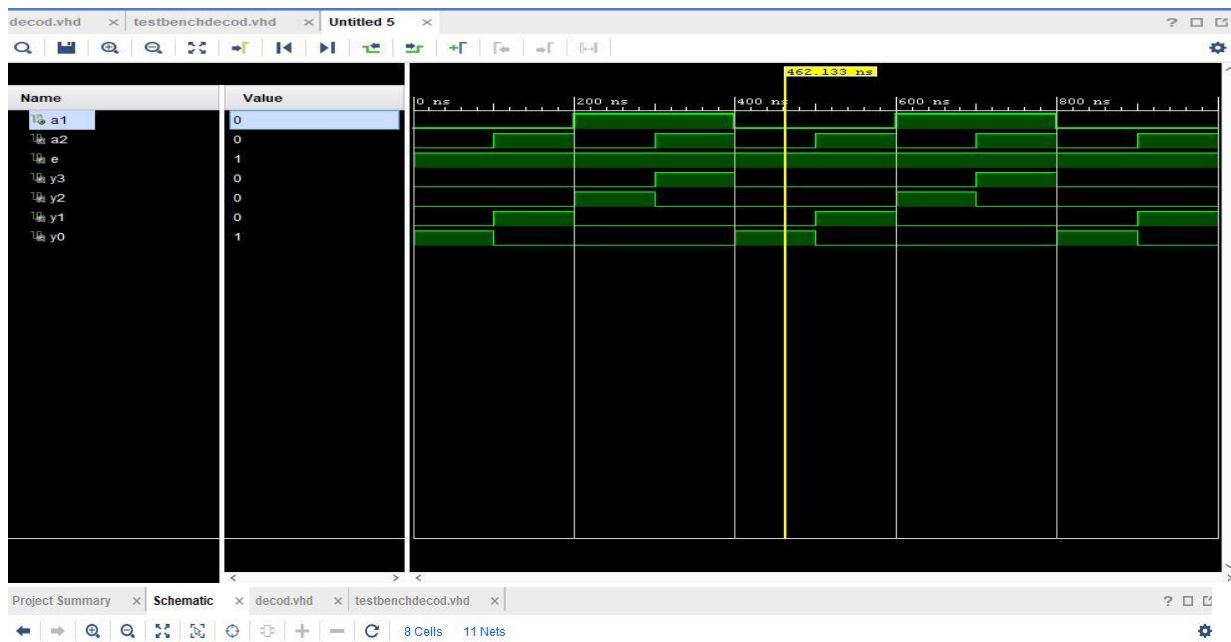 decod.vhd × testbenchdecod.vhd × Untitled 5 ×
462.133 ns
Name Value
0 ns 200 ns 400 ns 600 ns 800 ns
a1 0
a2 0
e 1
y3 0
y2 0
y1 0
y0 1
Project Summary × Schematic × decod.vhd × testbenchdecod.vhd ×
8 Cells 11 Nets